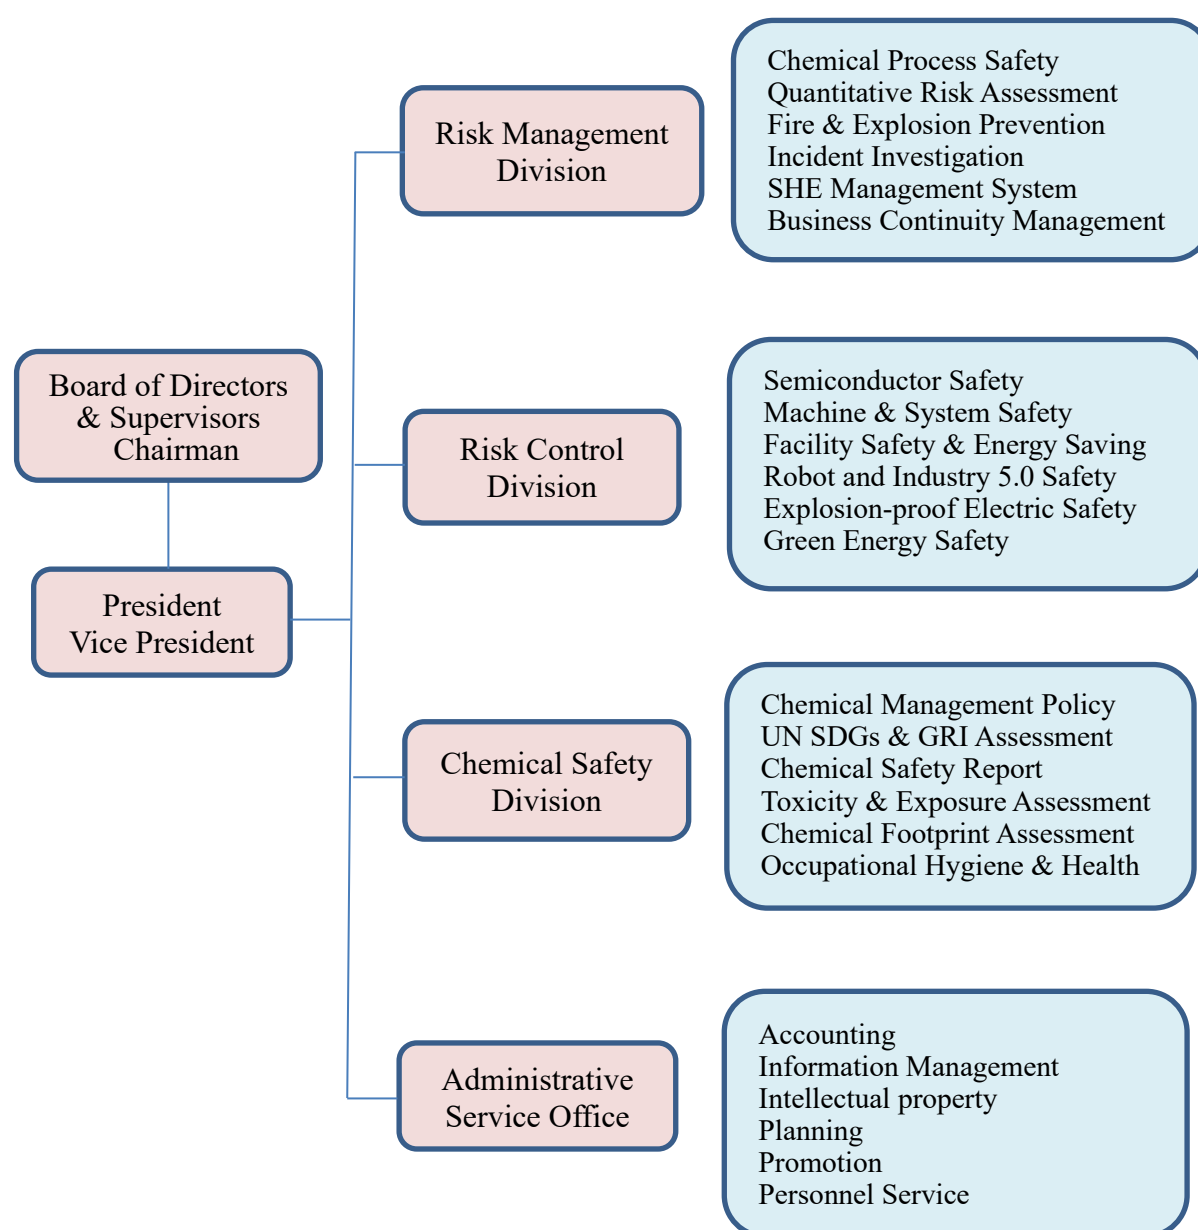 Board of Directors
& Supervisors
Chairman
President
Vice President
Risk Management
Division
Chemical Process Safety
Quantitative Risk Assessment
Fire & Explosion Prevention
Incident Investigation
SHE Management System
Business Continuity Management
Risk Control
Division
Semiconductor Safety
Machine & System Safety
Facility Safety & Energy Saving
Robot and Industry 5.0 Safety
Explosion-proof Electric Safety
Green Energy Safety
Chemical Safety
Division
Chemical Management Policy
UN SDGs & GRI Assessment
Chemical Safety Report
Toxicity & Exposure Assessment
Chemical Footprint Assessment
Occupational Hygiene & Health
Administrative
Service Office
Accounting
Information Management
Intellectual property
Planning
Promotion
Personnel Service